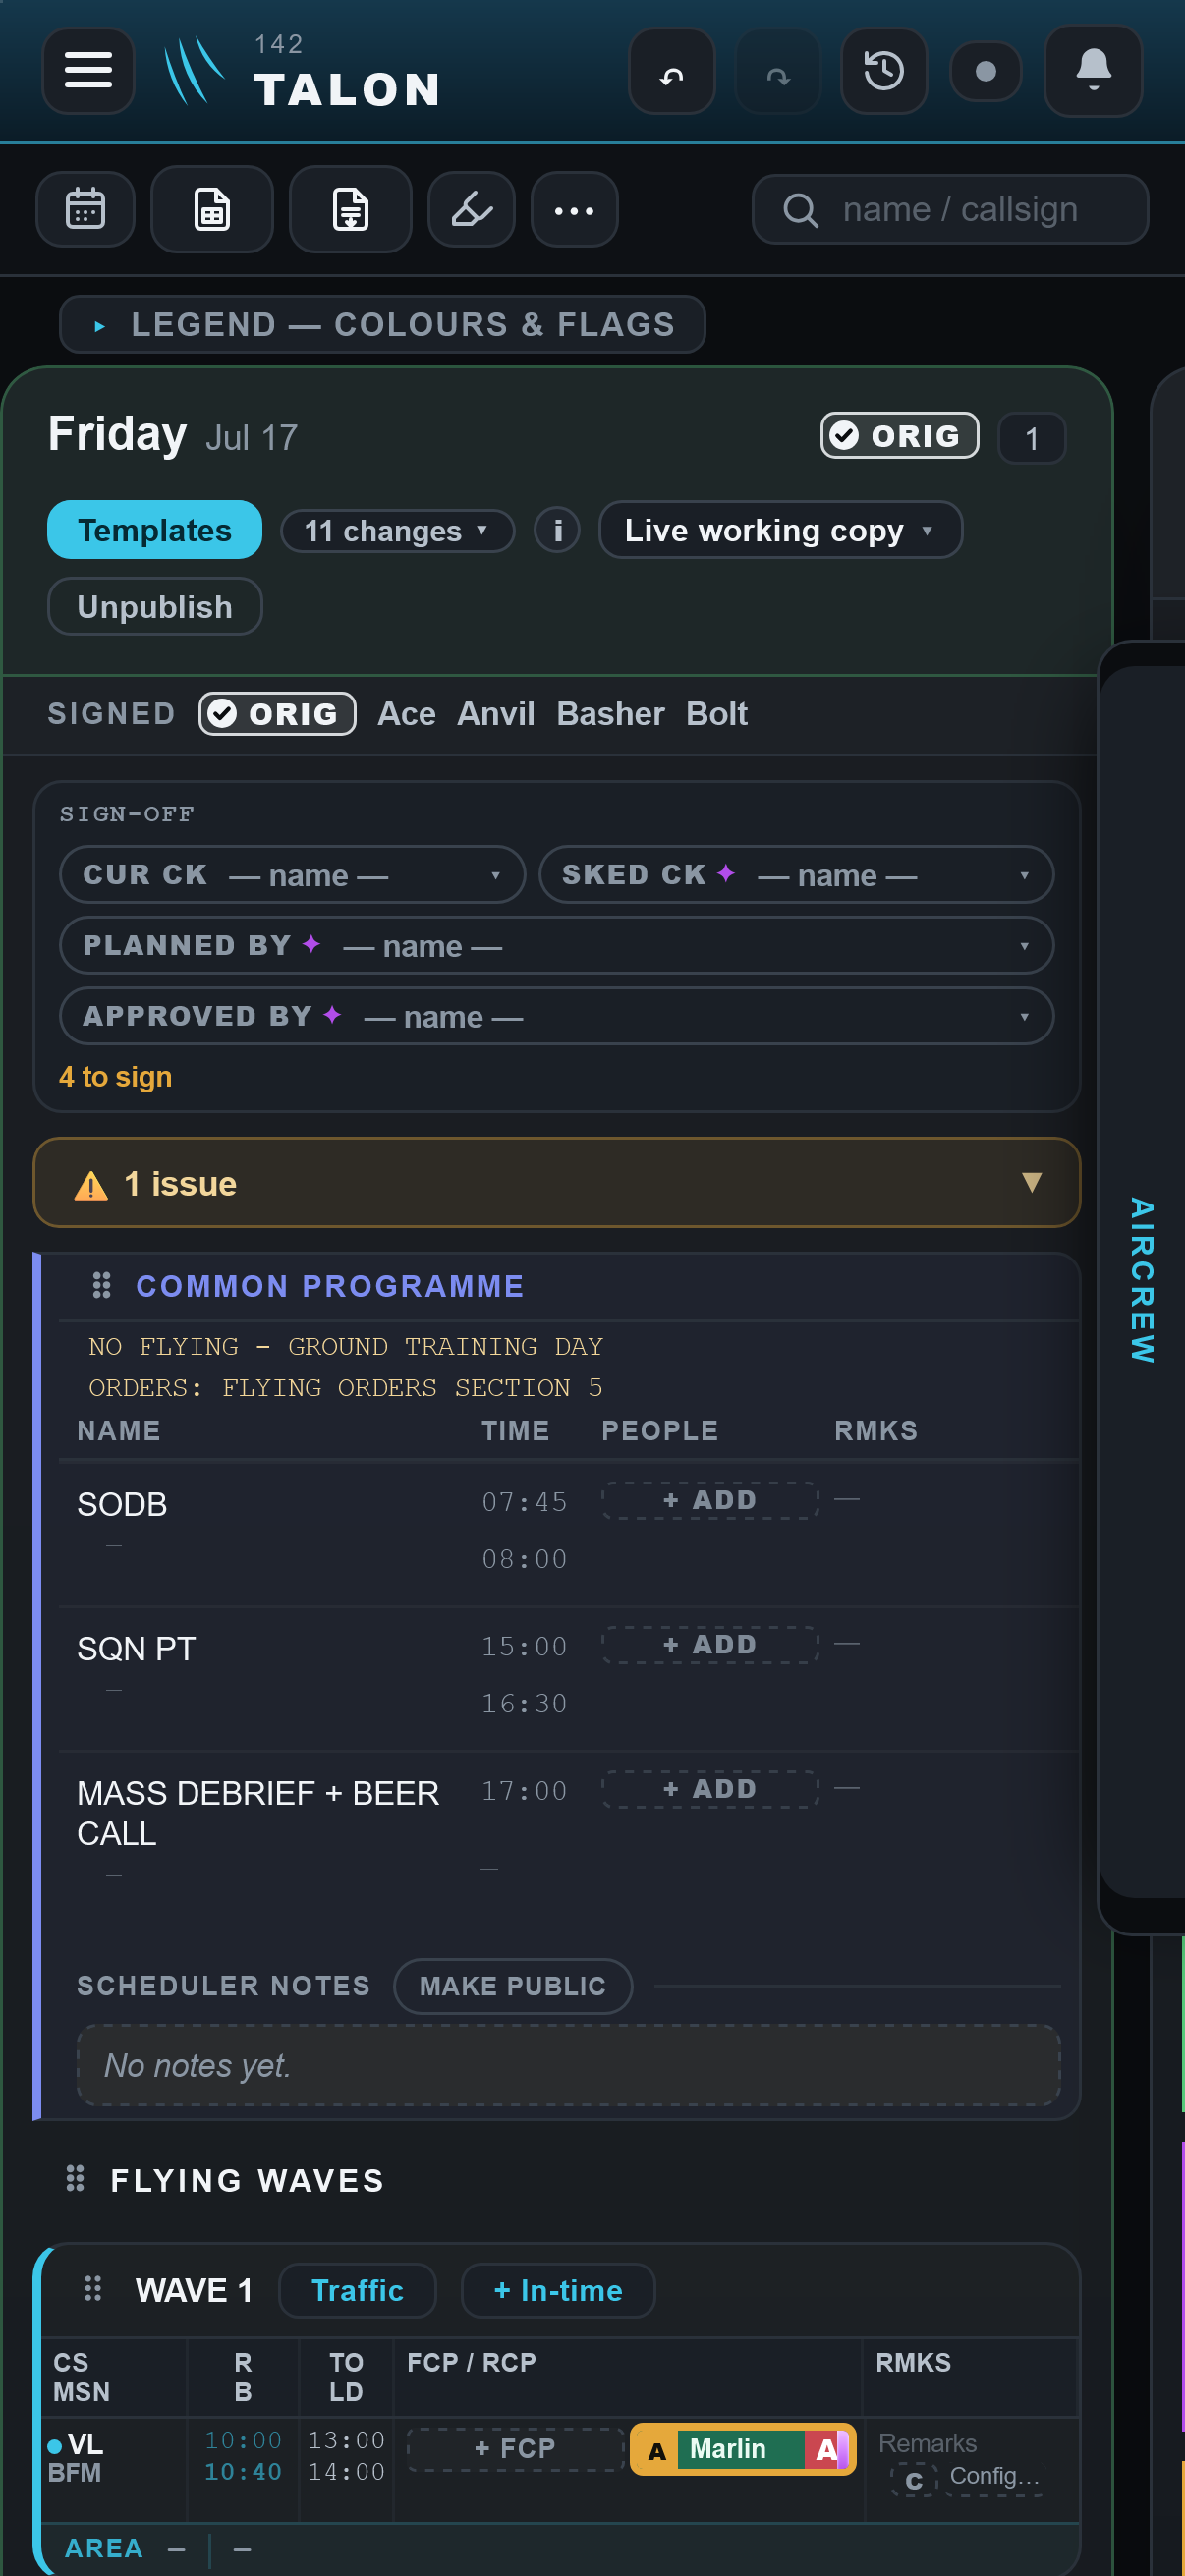 142
TALON
name / callsign
LEGEND — COLOURS & FLAGS
Friday Jul 17 ORIG 1
Templates 11 changes i Live working copy
Unpublish
SIGNED ORIG Ace Anvil Basher Bolt
SIGN-OFF
CUR CK — name — SKED CK — name —
PLANNED BY — name —
APPROVED BY — name —
4 to sign
1 issue
AIRCREW
COMMON PROGRAMME
NO FLYING - GROUND TRAINING DAY
ORDERS: FLYING ORDERS SECTION 5
NAME TIME PEOPLE RMKS
SODB 07:45 + ADD —
— 08:00
SQN PT 15:00 + ADD —
— 16:30
MASS DEBRIEF + BEER 17:00 + ADD —
CALL
— —
SCHEDULER NOTES MAKE PUBLIC
No notes yet.
FLYING WAVES
WAVE 1 Traffic + In-time
CS R TO FCP / RCP RMKS
MSN B LD
VL 10:00 13:00 + FCP A Marlin A Remarks
BFM 10:40 14:00 C Config...
AREA — —